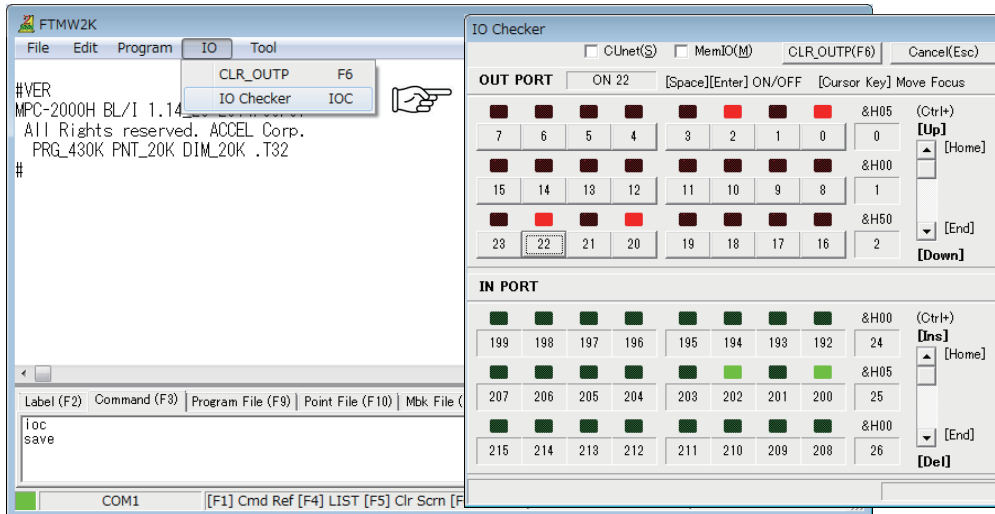 FTMW2K
File Edit Program IO Tool
CLR_OUTP F6
IO Checker IOC
#VER
MPC-2000H BL/I 1.14_
All Rights reserved. ACCEL Corp.
PRG_430K PNT_20K DIM_20K .T32
#
Label (F2) Command (F3) Program File (F9) Point File (F10) Mbk File (
ioc
save
COM1 [F1] Cmd Ref [F4] LIST [F5] Clr Scrn [F
IO Checker
CUnet(S) MemIO(M) CLR_OUTP(F6) Cancel(Esc)
OUT PORT ON 22 [Space][Enter] ON/OFF [Cursor Key] Move Focus
&H05 (Ctrl+)
7 6 5 4 3 2 1 0 0 [Up]
[Home]
&H00
15 14 13 12 11 10 9 8 1
&H50
23 22 21 20 19 18 17 16 2 [End]
[Down]
IN PORT
&H00 (Ctrl+)
199 198 197 196 195 194 193 192 24 [Ins]
[Home]
&H05
207 206 205 204 203 202 201 200 25
&H00
215 214 213 212 211 210 209 208 26 [End]
[Del]